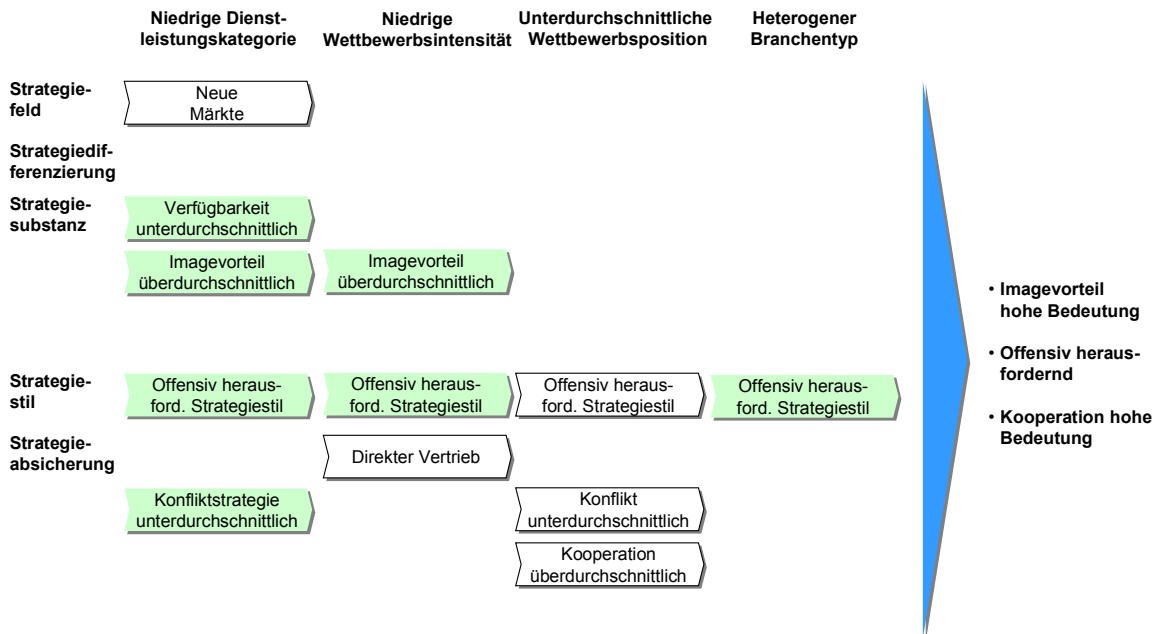 Niedrige Dienst-
leistungskategorie
Niedrige
Wettbewerbsintensität
Unterdurchschnittliche
Wettbewerbsposition
Heterogener
Branchentyp
Strategie-
feld
Neue
Märkte
Strategiedif-
ferenzierung
Strategie-
substanz
Verfügbarkeit
unterdurchschnittlich
Imagevorteil
überdurchschnittlich
Imagevorteil
überdurchschnittlich
Strategie-
stil
Offensiv heraus-
ford. Strategiestil
Offensiv heraus-
ford. Strategiestil
Offensiv heraus-
ford. Strategiestil
Offensiv heraus-
ford. Strategiestil
Strategie-
absicherung
Direkter Vertrieb
Konfliktstrategie
unterdurchschnittlich
Konflikt
unterdurchschnittlich
Kooperation
überdurchschnittlich
• Imagevorteil
hohe Bedeutung
• Offensiv heraus-
fordernd
• Kooperation hohe
Bedeutung